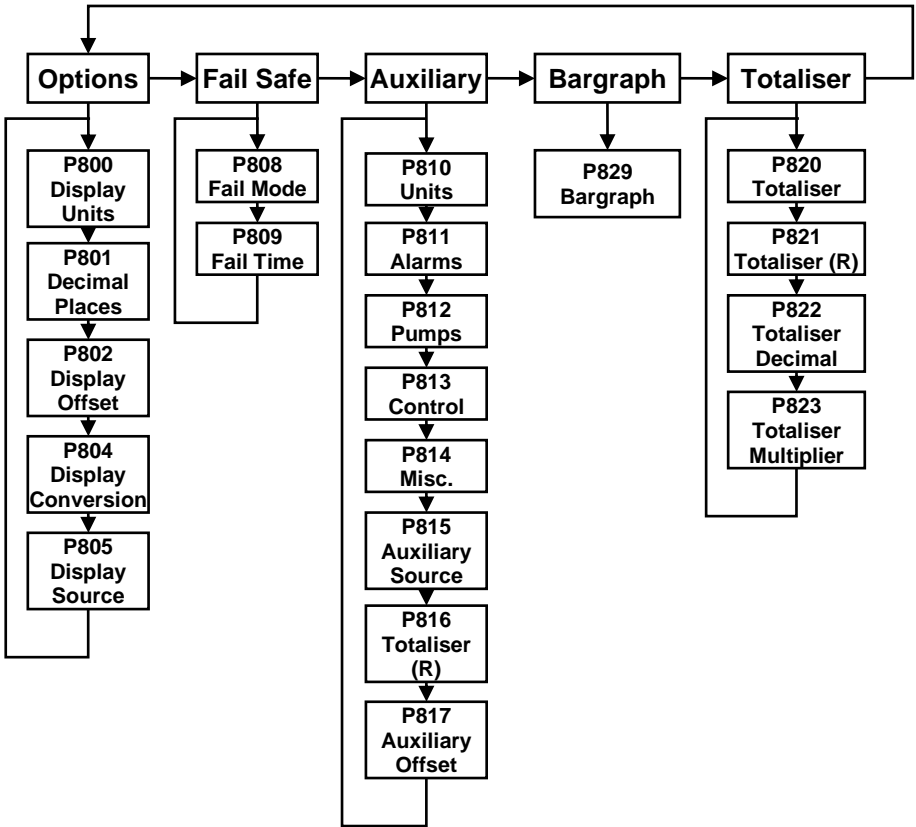 Options
Fail Safe
Auxiliary
Bargraph
Totaliser
P800
Display
Units
P801
Decimal
Places
P802
Display
Offset
P804
Display
Conversion
P805
Display
Source
P808
Fail Mode
P809
Fail Time
P810
Units
P811
Alarms
P812
Pumps
P813
Control
P814
Misc.
P815
Auxiliary
Source
P816
Totaliser
(R)
P817
Auxiliary
Offset
P829
Bargraph
P820
Totaliser
P821
Totaliser (R)
P822
Totaliser
Decimal
P823
Totaliser
Multiplier